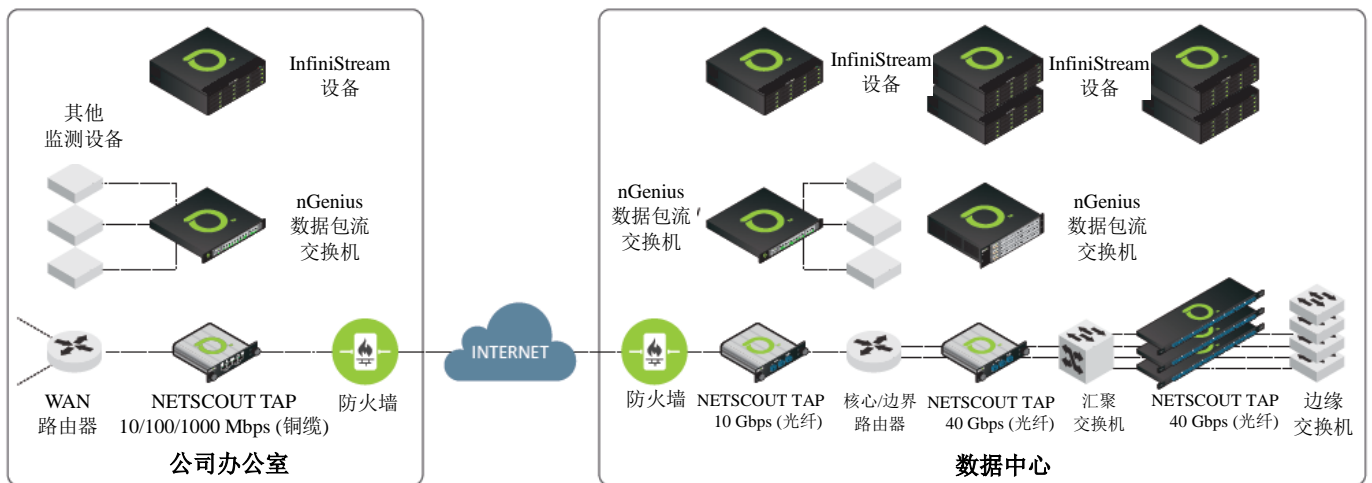 InfiniStream
设备
其他
监测设备
nGenius
数据包流
交换机
WAN
路由器
NETSCOUT TAP
10/100/1000 Mbps (铜缆)
防火墙
公司办公室
INTERNET
InfiniStream
设备
InfiniStream
设备
nGenius
数据包流
交换机
nGenius
数据包流
交换机
防火墙
NETSCOUT TAP
10 Gbps (光纤)
核心/边界
路由器
NETSCOUT TAP
40 Gbps (光纤)
汇聚
交换机
NETSCOUT TAP
40 Gbps (光纤)
边缘
交换机
数据中心